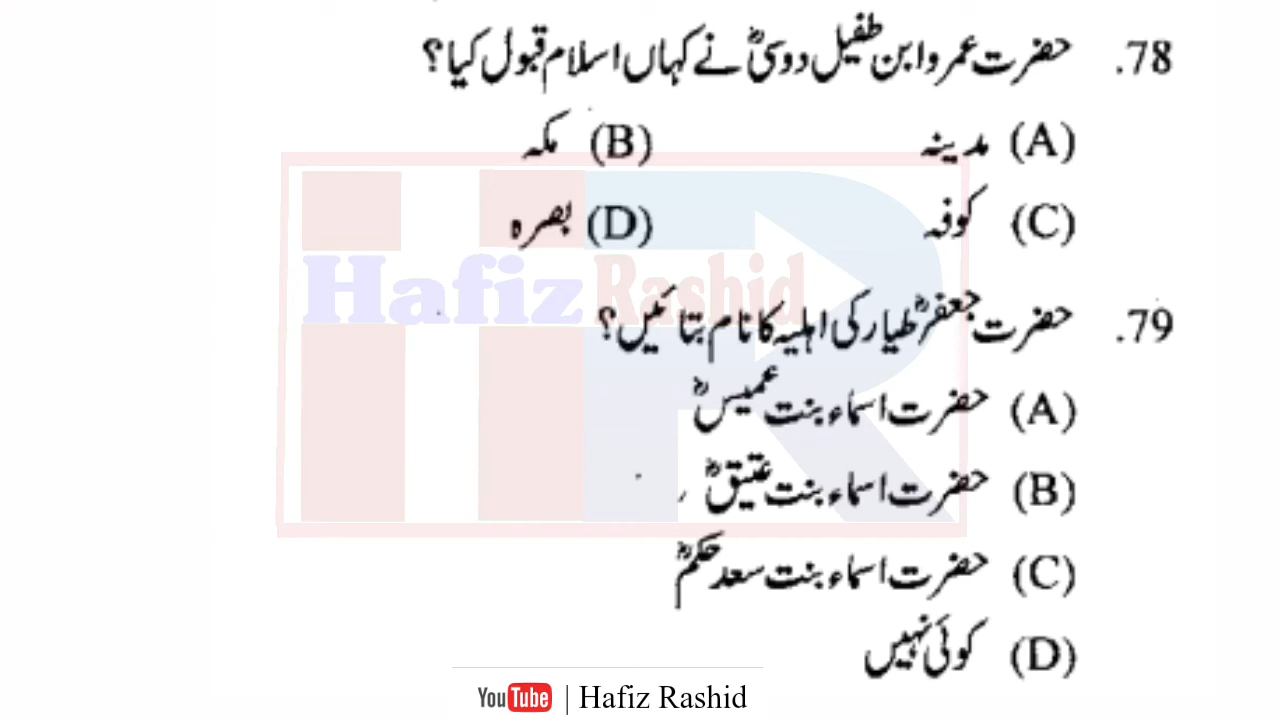 78. حضرت عمرو ابن طفیل دوسیؓ نے کہاں اسلام قبول کیا؟
(A) مدینہ (B) مکہ
(C) کوفہ (D) بصرہ
Hafiz Rashid
79. حضرت جعفرؓ طیار کی اہلیہ کا نام بتائیں؟
(A) حضرت اسماء بنت عمیسؓ
(B) حضرت اسماء بنت عتیقؓ
(C) حضرت اسماء بنت سعد حکمؓ
(D) کوئی نہیں
YouTube | Hafiz Rashid